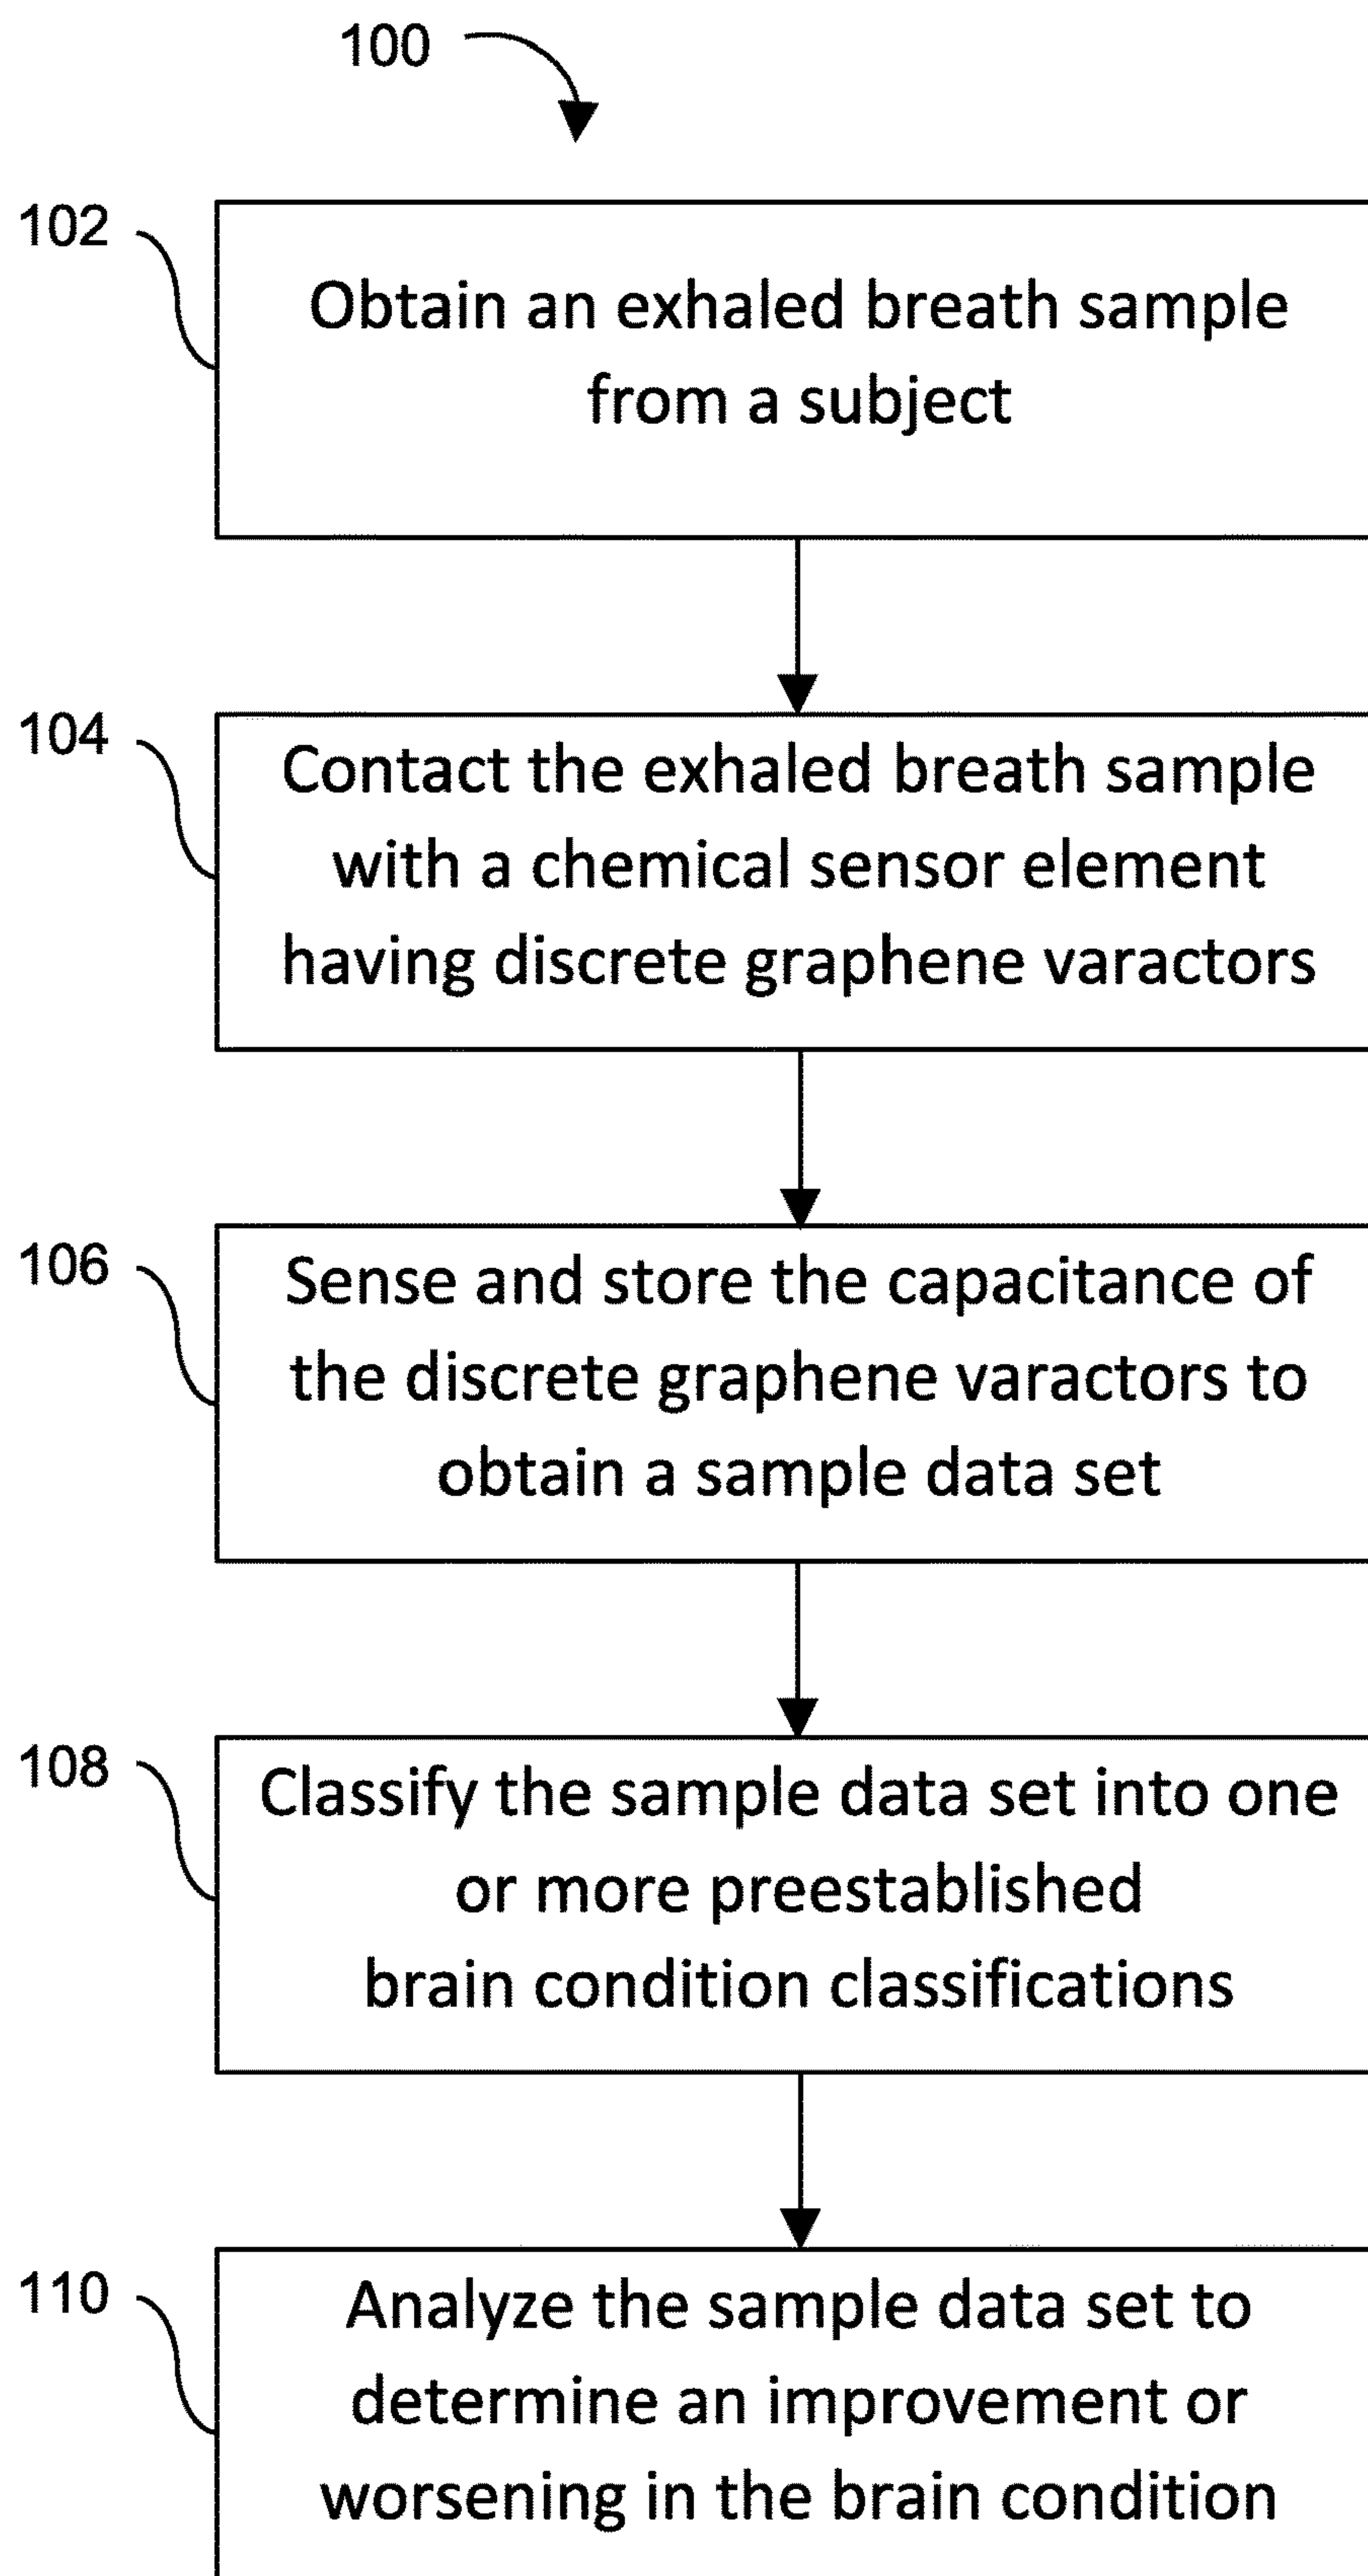 100
102
Obtain an exhaled breath sample
from a subject
104
Contact the exhaled breath sample
with a chemical sensor element
having discrete graphene varactors
106
Sense and store the capacitance of
the discrete graphene varactors to
obtain a sample data set
108
Classify the sample data set into one
or more preestablished
brain condition classifications
110
Analyze the sample data set to
determine an improvement or
worsening in the brain condition